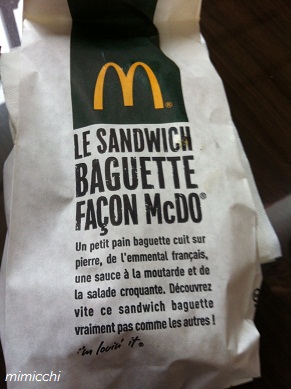 LE SANDWICH
BAGUETTE
FAÇON McDO®
Un petit pain baguette cuit sur
pierre, de l'emmental français,
une sauce à la moutarde et de
la salade croquante. Découvrez
vite ce sandwich baguette
vraiment pas comme les autres !
i'm lovin' it®
mimicchi